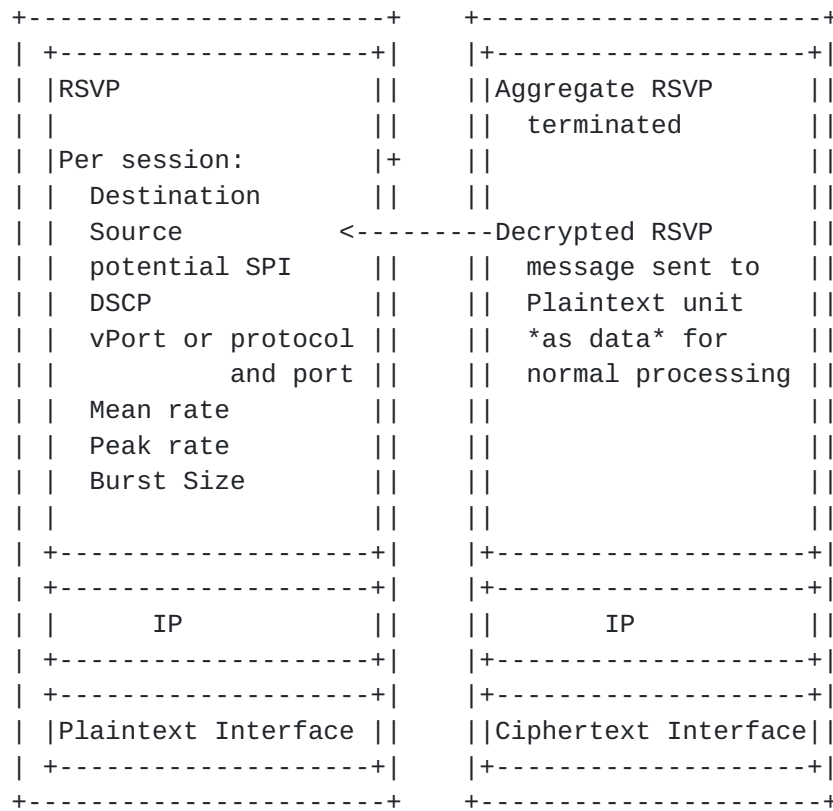 +-----------------------+    +----------------------+
| +--------------------+|    |+--------------------+|
| |RSVP                ||    ||Aggregate RSVP      ||
| |                    ||    ||  terminated        ||
| |Per session:        |+    ||                    ||
| |  Destination       ||    ||                    ||
| |  Source          <---------Decrypted RSVP      ||
| |  potential SPI     ||    ||  message sent to   ||
| |  DSCP              ||    ||  Plaintext unit    ||
| |  vPort or protocol ||    ||  *as data* for     ||
| |           and port ||    ||  normal processing ||
| |  Mean rate         ||    ||                    ||
| |  Peak rate         ||    ||                    ||
| |  Burst Size        ||    ||                    ||
| |                    ||    ||                    ||
| +--------------------+|    |+--------------------+|
| +--------------------+|    |+--------------------+|
| |      IP            ||    ||       IP           ||
| +--------------------+|    |+--------------------+|
| +--------------------+|    |+--------------------+|
| |Plaintext Interface ||    ||Ciphertext Interface||
| +--------------------+|    |+--------------------+|
+-----------------------+    +----------------------+